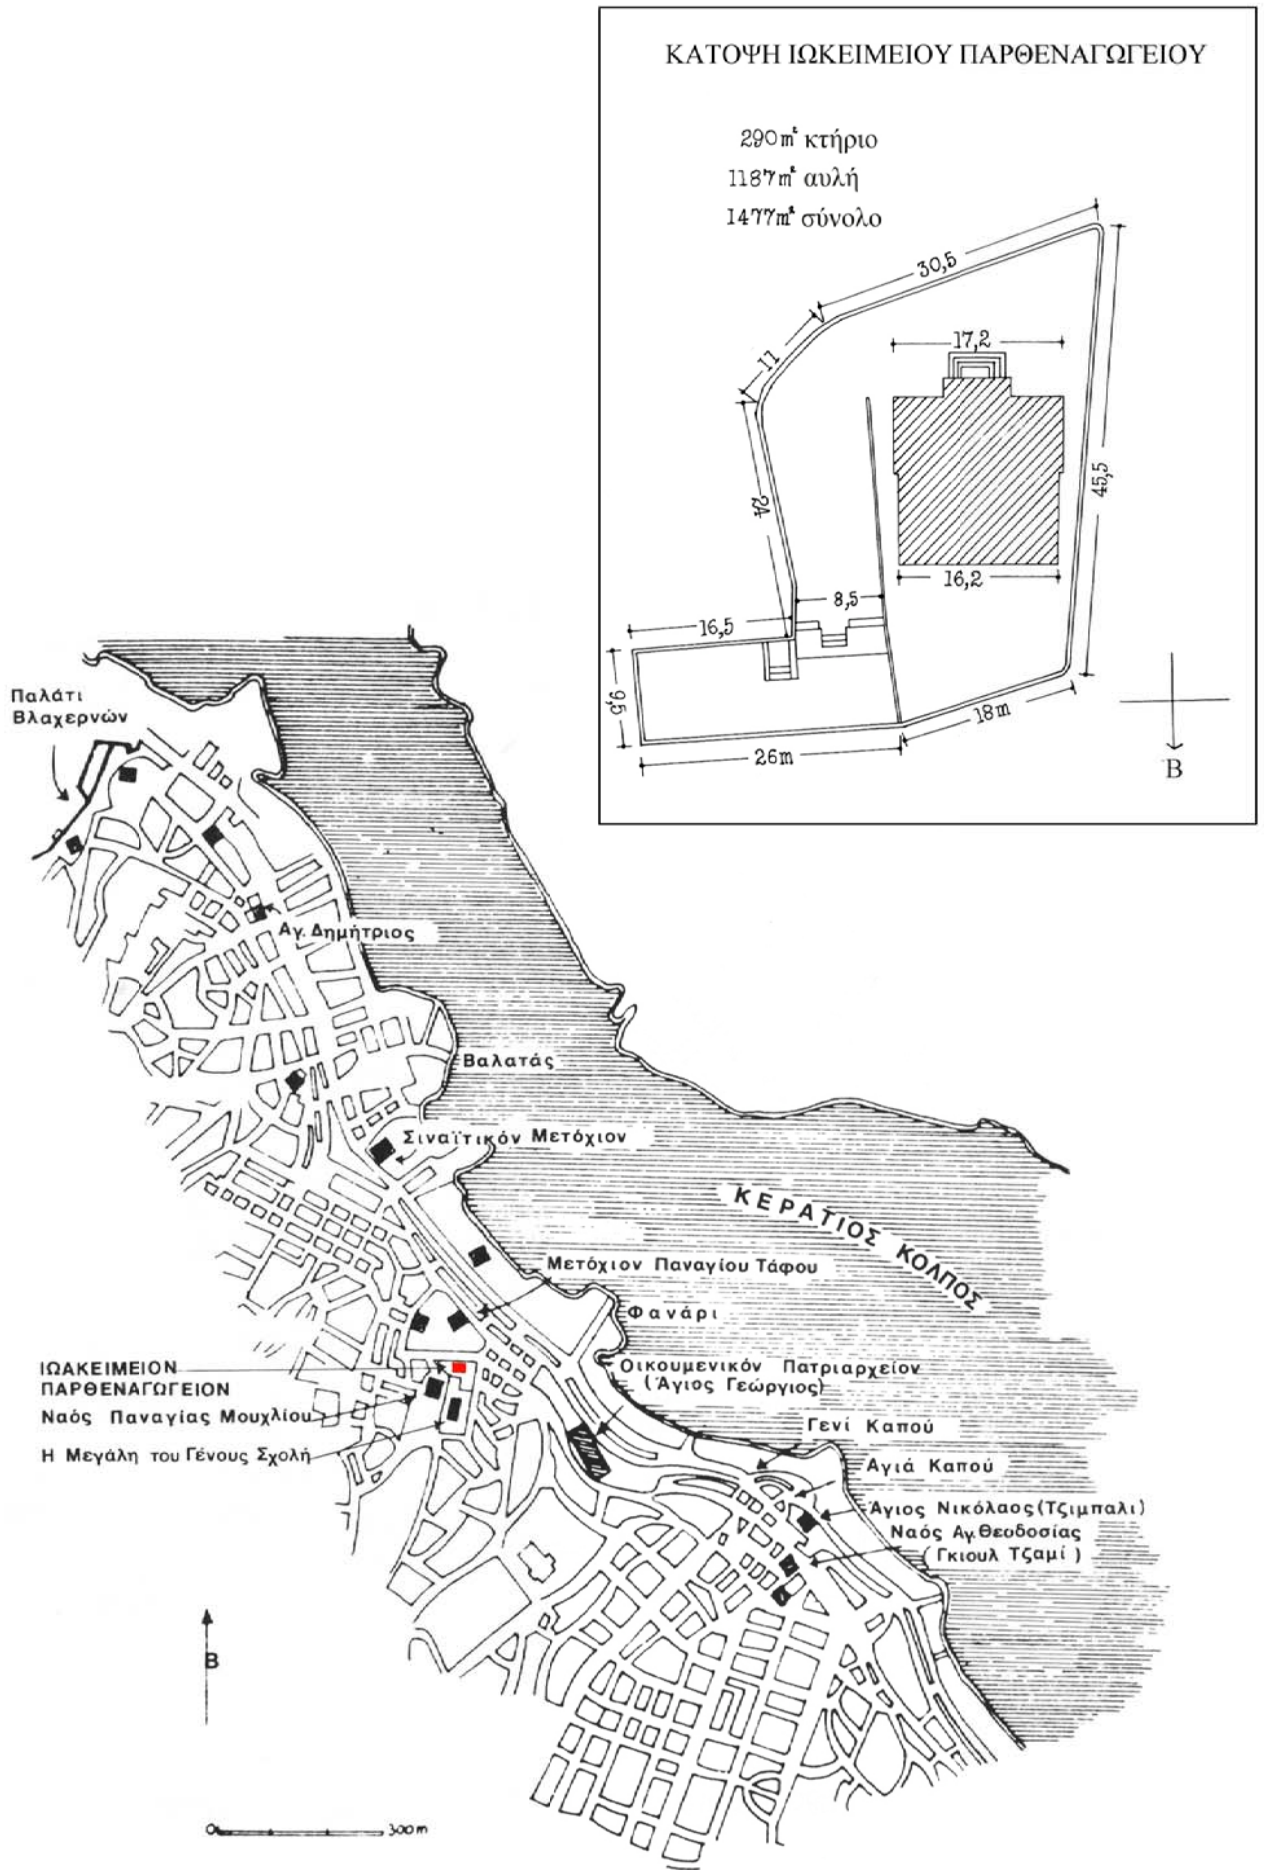 ΚΑΤΟΨΗ ΙΩΚΕΙΜΕΙΟΥ ΠΑΡΘΕΝΑΓΩΓΕΙΟΥ
290m² κτήριο
1187m² αυλή
1477m² σύνολο
30,5
11
17,2
24
45,5
16,2
8,5
16,5
9,5
18m
26m
Β
Παλάτι
Βλαχερνών
Αγ. Δημήτριος
Βαλατάς
Σιναϊτικόν Μετόχιον
ΚΕΡΑΤΙΟΣ ΚΟΛΠΟΣ
Μετόχιον Παναγίου Τάφου
Φανάρι
ΙΩΑΚΕΙΜΕΙΟΝ
ΠΑΡΘΕΝΑΓΩΓΕΙΟΝ
Οικουμενικόν Πατριαρχείον
(Άγιος Γεώργιος)
Ναός Παναγίας Μουχλίου
Γενί Καπού
Η Μεγάλη του Γένους Σχολή
Αγιά Καπού
Άγιος Νικόλαος (Τζιμπαλι)
Ναός Αγ. Θεοδοσίας
(Γκιουλ Τζαμί)
Β
0 300m